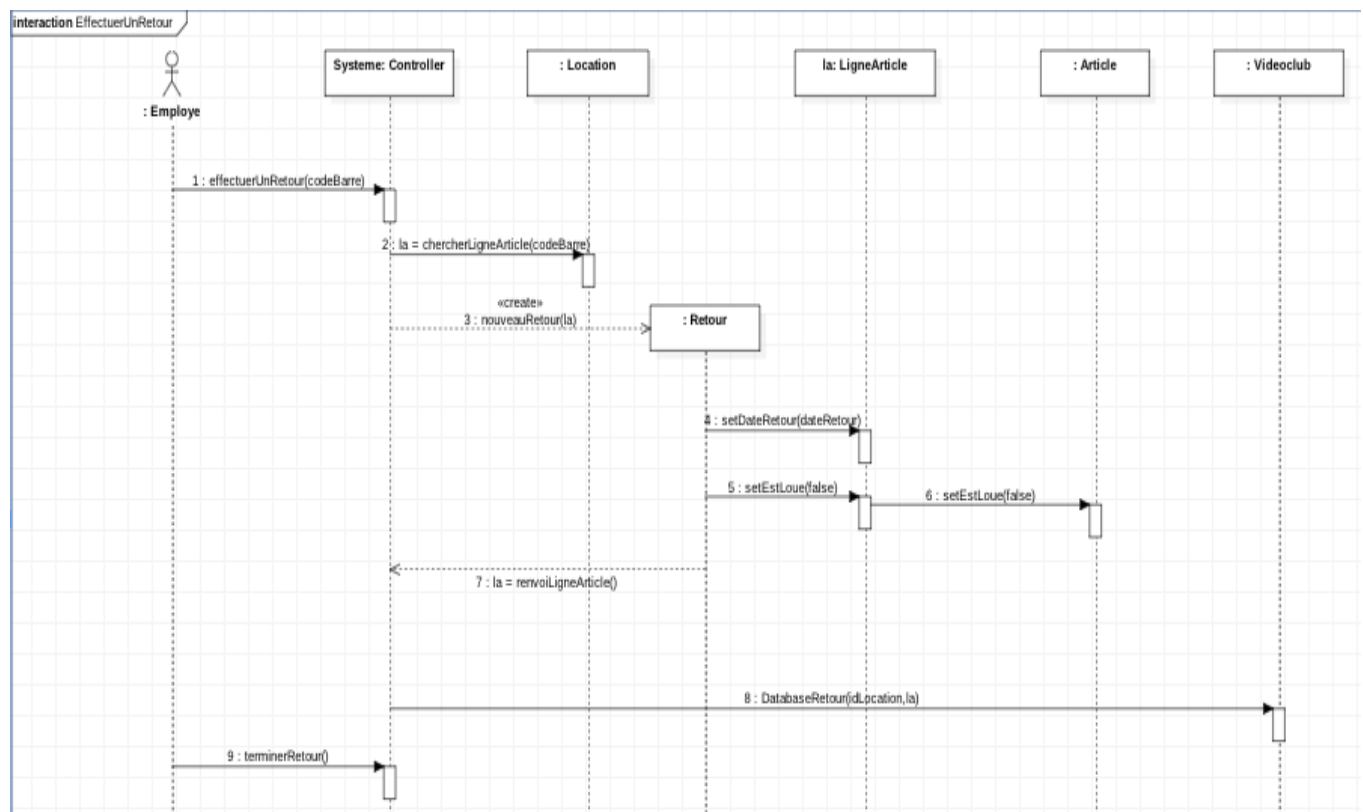 interaction EffectuerUnRetour
Systeme: Controller
: Location
la: LigneArticle
: Article
: Videoclub
: Employe
1 : effectuerUnRetour(codeBarre)
2 : la = chercherLigneArticle(codeBarre)
«create»
3 : nouveauRetour(la)
: Retour
4 : setDateRetour(dateRetour)
5 : setEstLoue(false)
6 : setEstLoue(false)
7 : la = renvoiLigneArticle()
8 : DatabaseRetour(idLocation,la)
9 : terminerRetour()